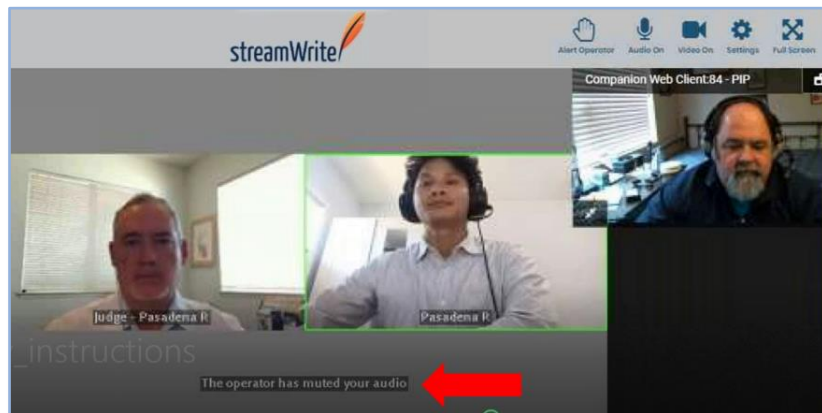 streamWrite
Alert Operator
Audio On
Video On
Settings
Full Screen
Companion Web Client:84 - PIP
Judge - Pasadena R
Pasadena R
_instructions
The operator has muted your audio